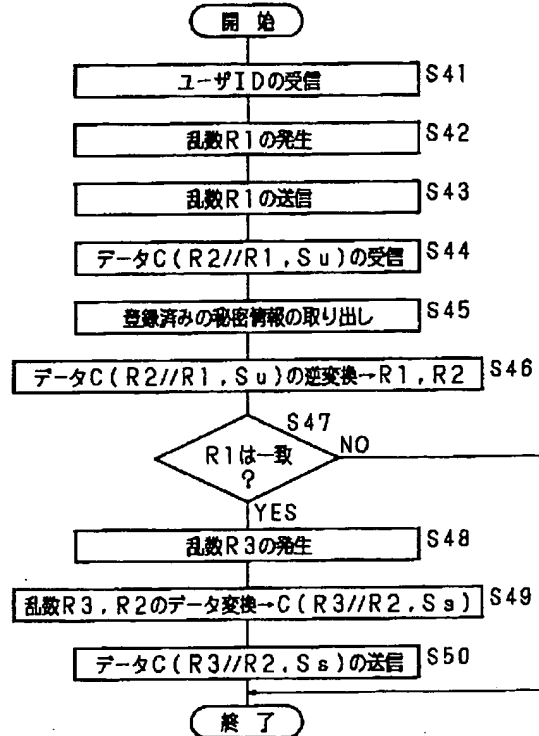 開 始
ユーザIDの受信 S41
乱数R1の発生 S42
乱数R1の送信 S43
データC(R2//R1,Su)の受信 S44
登録済みの秘密情報の取り出し S45
データC(R2//R1,Su)の逆変換→R1,R2 S46
S47
R1は一致 NO
?
YES
乱数R3の発生 S48
乱数R3,R2のデータ変換→C(R3//R2,Ss) S49
データC(R3//R2,Ss)の送信 S50
終 了